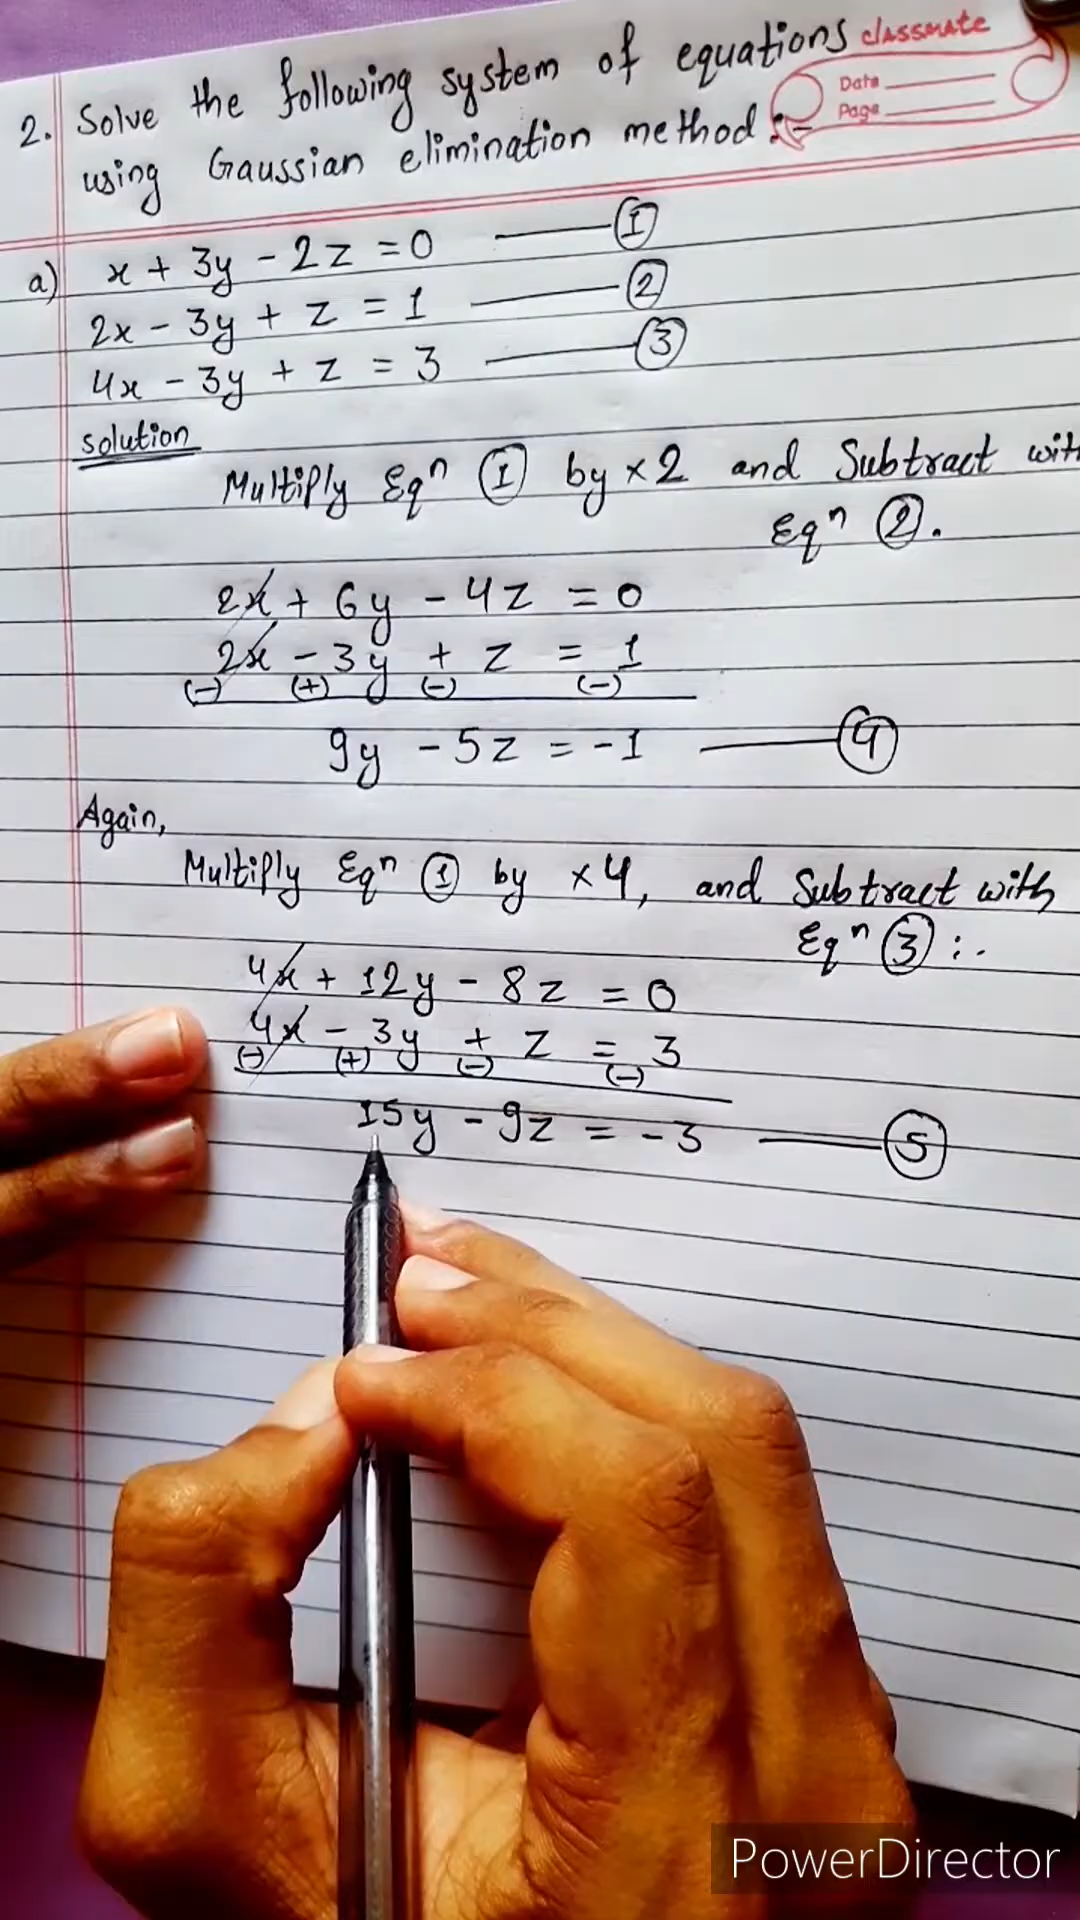 classmate
Date
Page
2. Solve the following system of equations
using Gaussian elimination method :-
a) x + 3y - 2z = 0 ①
2x - 3y + z = 1 ②
4x - 3y + z = 3 ③
solution
Multiply Eqⁿ ① by ×2 and Subtract with
Eqⁿ ②.
2x + 6y - 4z = 0
2x - 3y + z = 1
(-) (+) (-) (-)
9y - 5z = -1 ④
Again,
Multiply Eqⁿ ① by ×4, and Subtract with
Eqⁿ ③ :.
4x + 12y - 8z = 0
4x - 3y + z = 3
(-) (+) (-) (-)
15y - 9z = -3 ⑤
PowerDirector